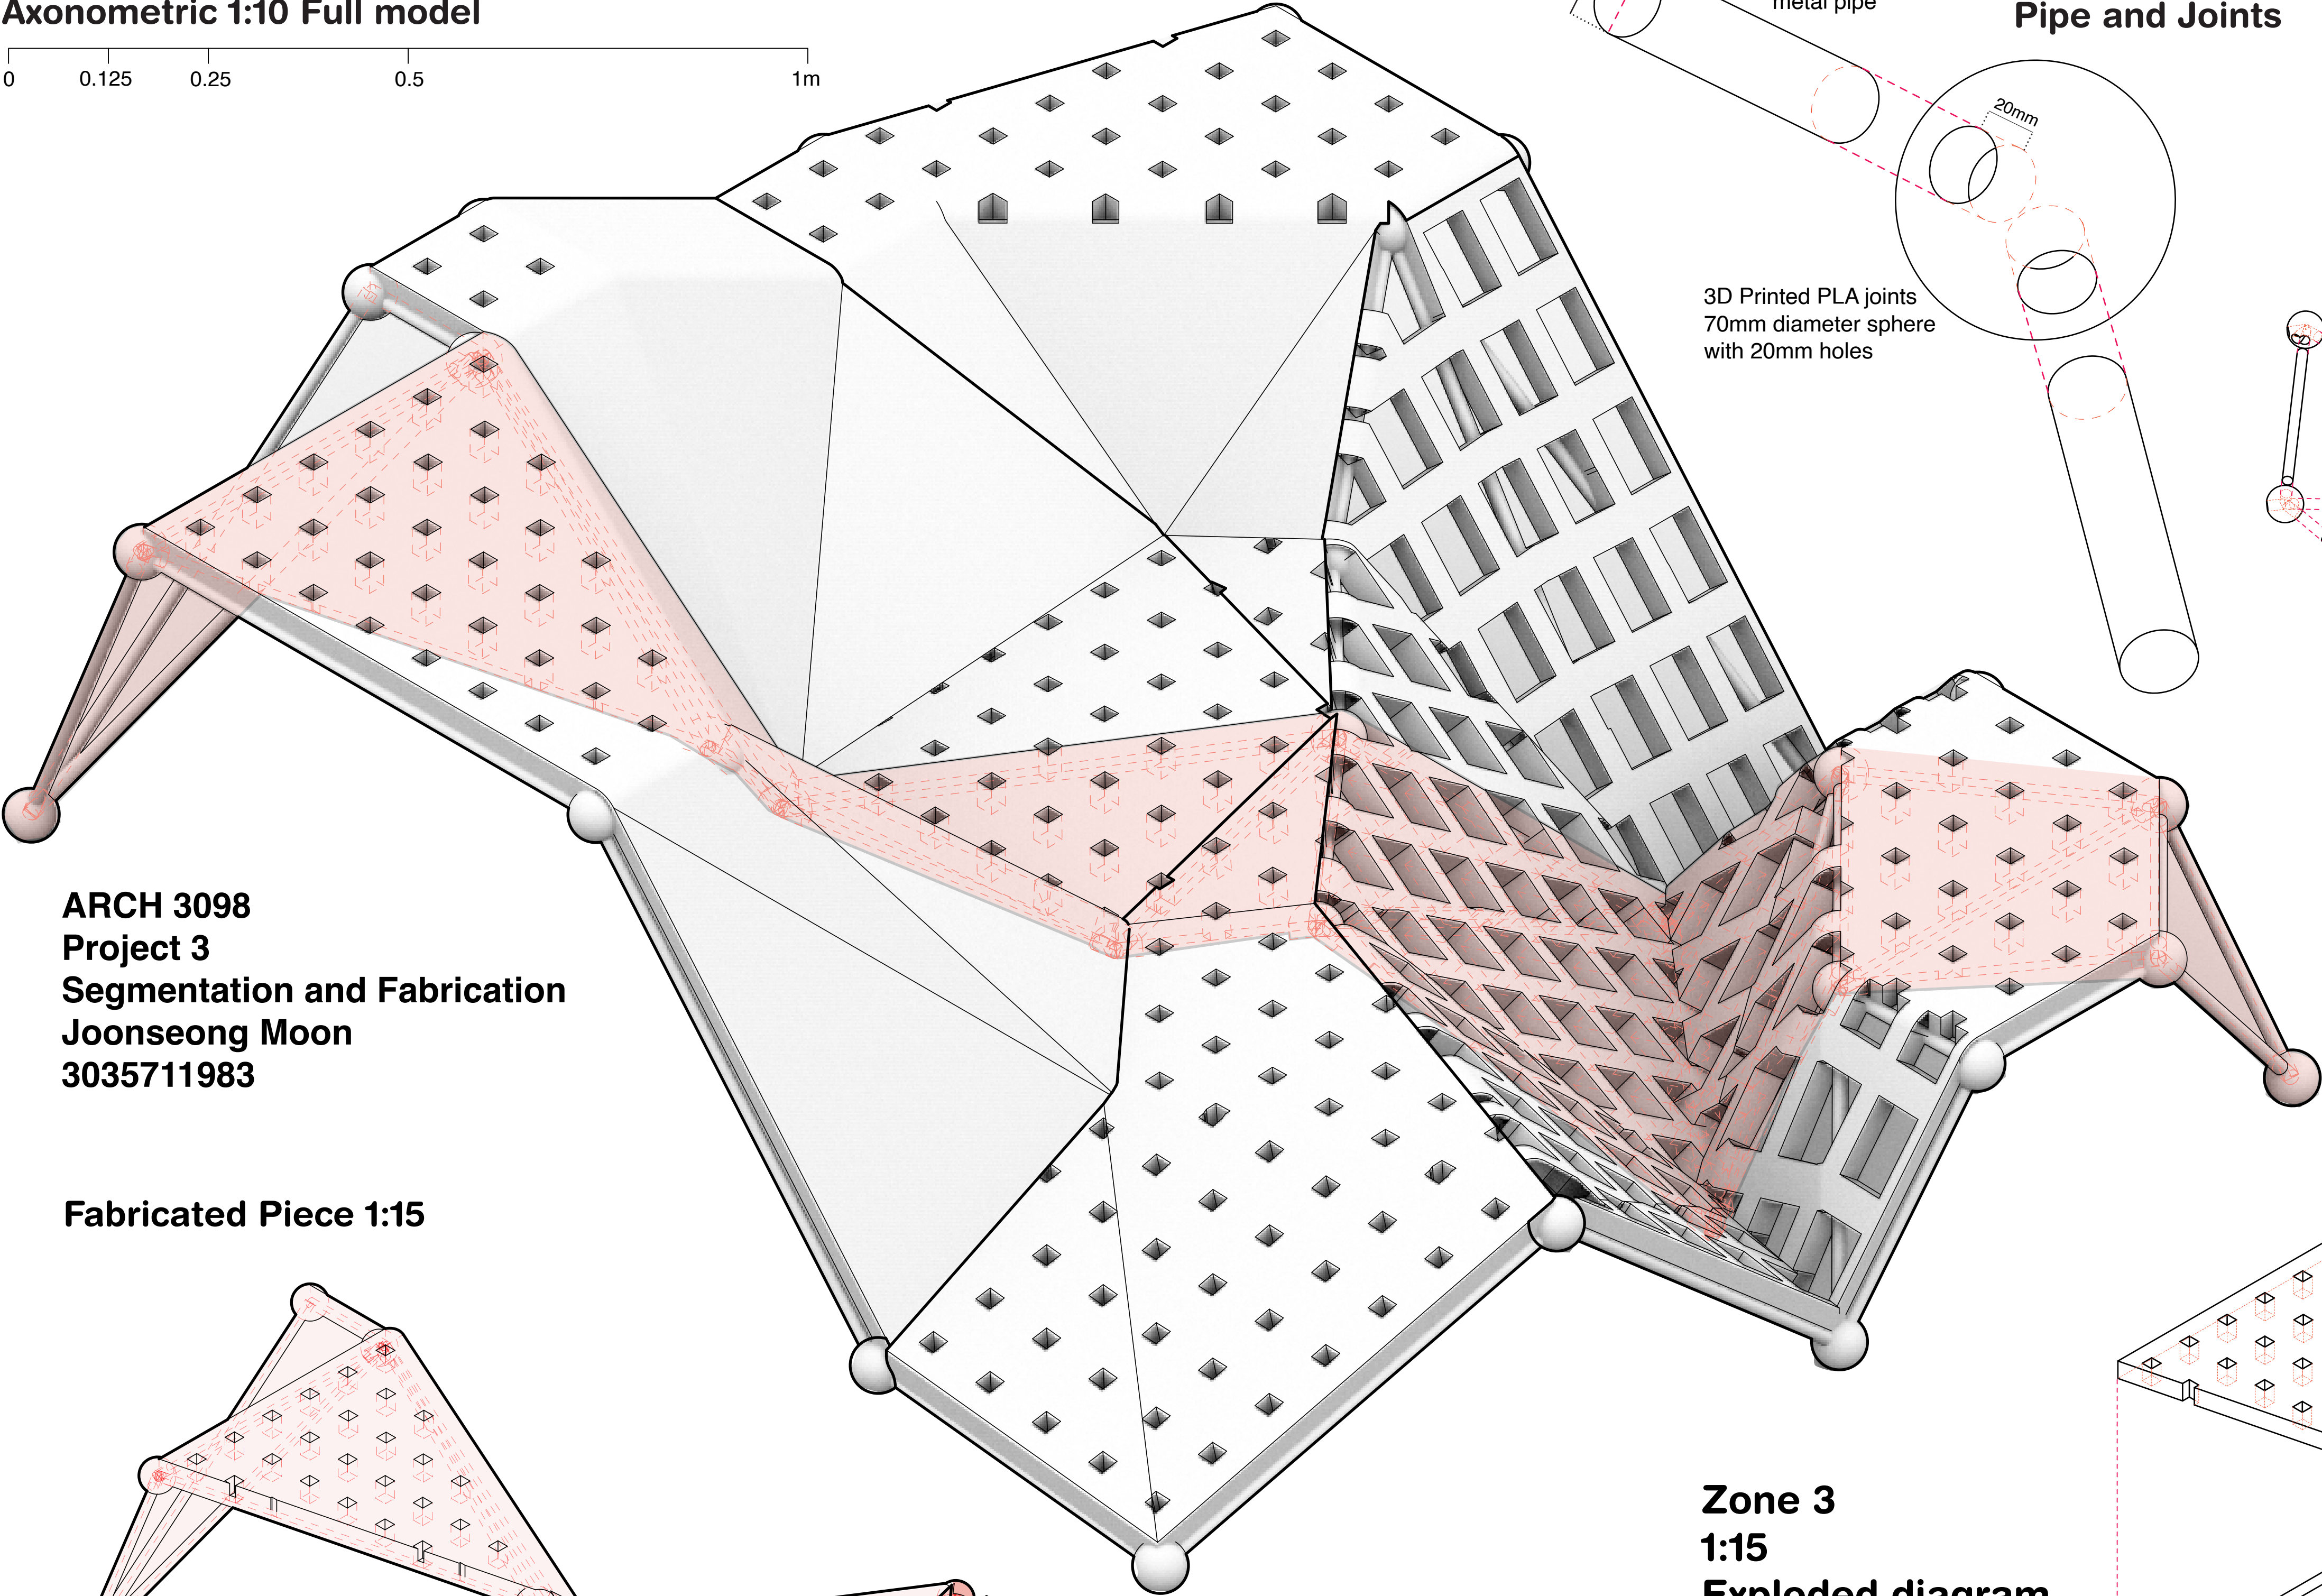 Axonometric 1:10 Full model
0 0.125 0.25 0.5 1m
metal pipe
Pipe and Joints
20mm
3D Printed PLA joints
70mm diameter sphere
with 20mm holes
ARCH 3098
Project 3
Segmentation and Fabrication
Joonseong Moon
3035711983
Fabricated Piece 1:15
Zone 3
1:15
Exploded diagram